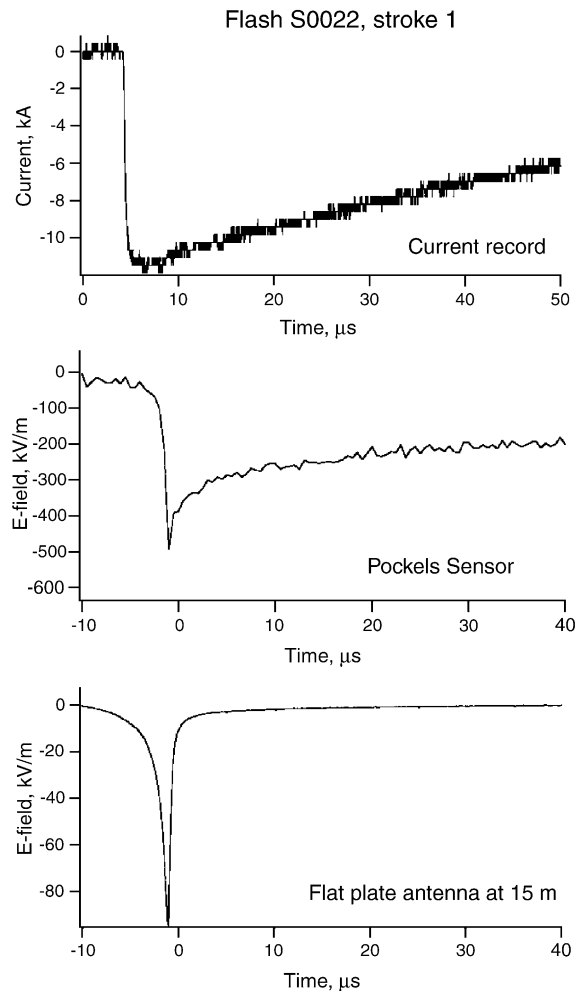 Flash S0022, stroke 1
Current, kA
0
-2
-4
-6
-8
-10
Current record
0 10 20 30 40 50
Time, μs
E-field, kV/m
0
-100
-200
-300
-400
-500
-600
Pockels Sensor
-10 0 10 20 30 40
Time, μs
E-field, kV/m
0
-20
-40
-60
-80
Flat plate antenna at 15 m
-10 0 10 20 30 40
Time, μs